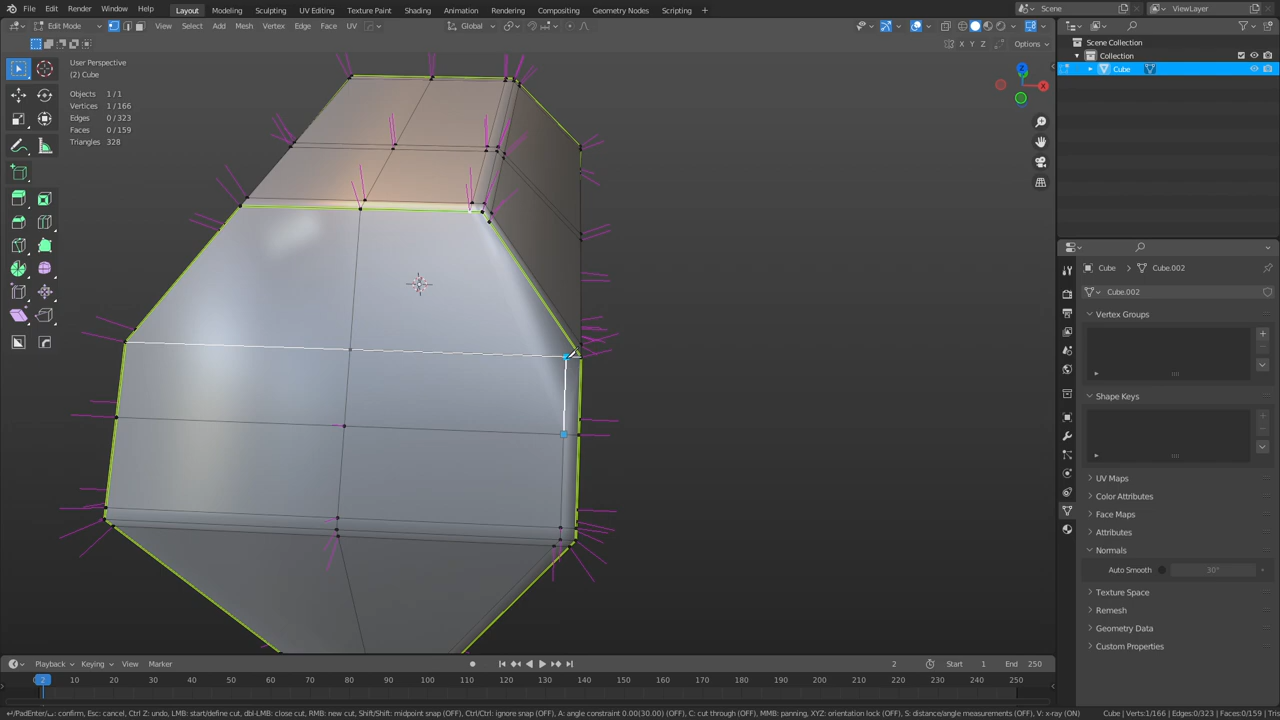 File Edit Render Window Help Layout Modeling Sculpting UV Editing Texture Paint Shading Animation Rendering Compositing Geometry Nodes Scripting + Scene ViewLayer
Edit Mode View Select Add Mesh Vertex Edge Face UV Global
X Y Z Options
User Perspective
(2) Cube
Objects 1/1
Vertices 1/166
Edges 0/323
Faces 0/159
Triangles 328
Z
X
Scene Collection
Collection
Cube
Cube Cube.002
Cube.002
Vertex Groups
Shape Keys
UV Maps
Color Attributes
Face Maps
Attributes
Normals
Auto Smooth 30°
Texture Space
Remesh
Geometry Data
Custom Properties
Playback Keying View Marker 2 Start 1 End 250
2 10 20 30 40 50 60 70 80 90 100 110 120 130 140 150 160 170 180 190 200 210 220 230 240 250
/PadEnter/: confirm, Esc: cancel, Ctrl Z: undo, LMB: start/define cut, dbl-LMB: close cut, RMB: new cut, Shift/Shift: midpoint snap (OFF), Ctrl/Ctrl: ignore snap (OFF), A: angle constraint 0.00(30.00) (OFF), C: cut through (OFF), MMB: panning, XYZ: orientation lock (OFF), S: distance/angle measurements (OFF), V: x-ray (ON) Cube | Verts:1/166 | Edges:0/323 | Faces:0/159 | Tri